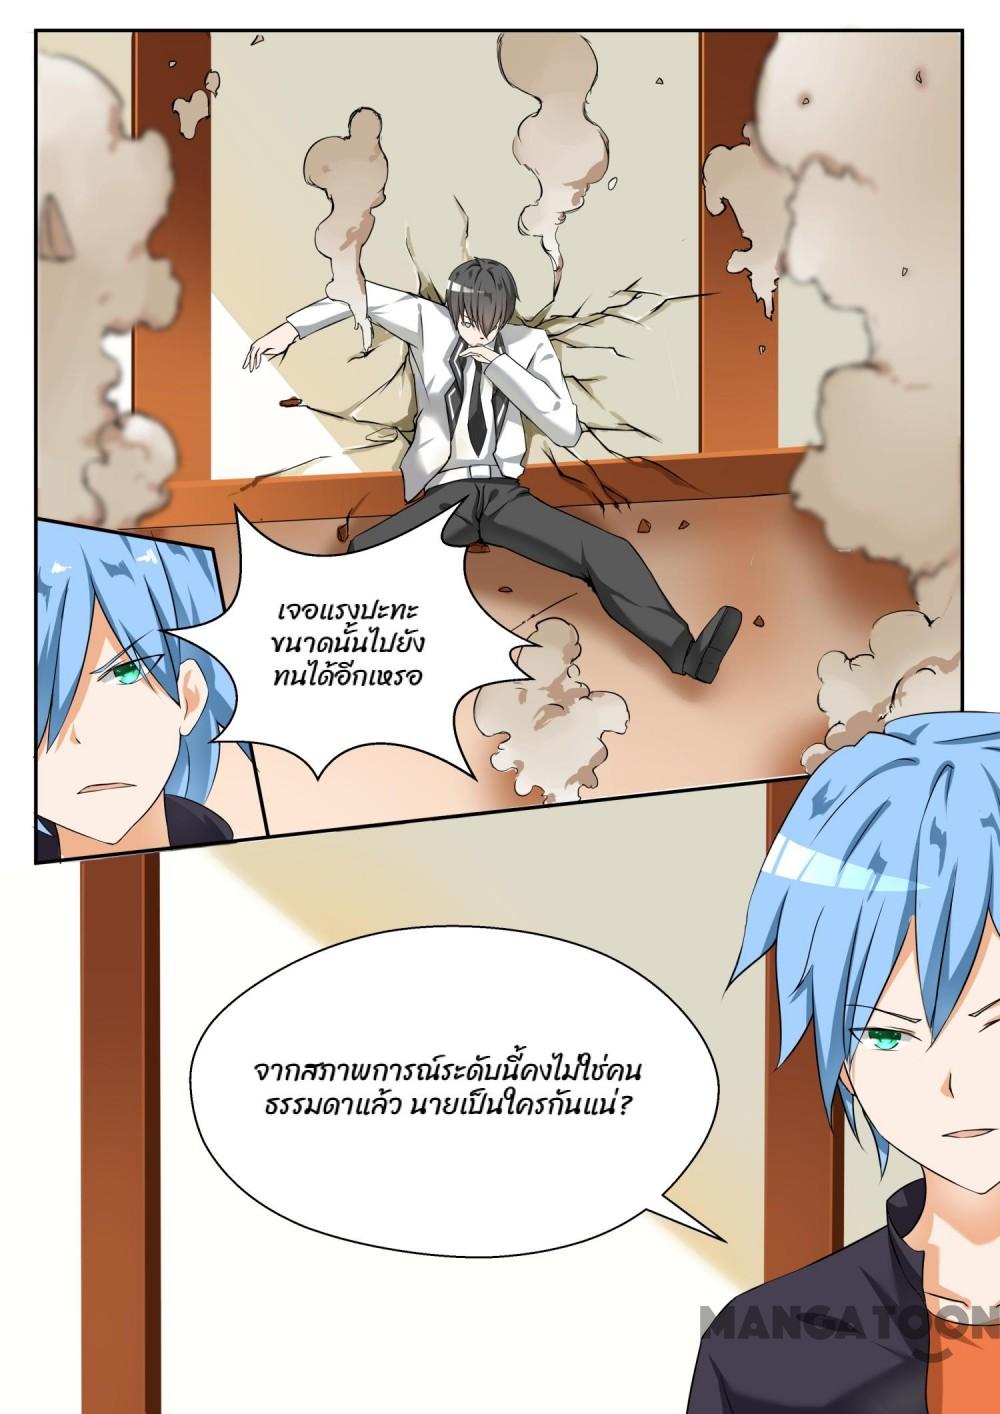 เจอแรงปะทะ
ขนาดนั้นไปยัง
ทนได้อีกเหรอ
จากสภาพการณ์ระดับนี้คงไม่ใช่คน
ธรรมดาแล้ว นายเป็นใครกันแน่?
MANGATOON